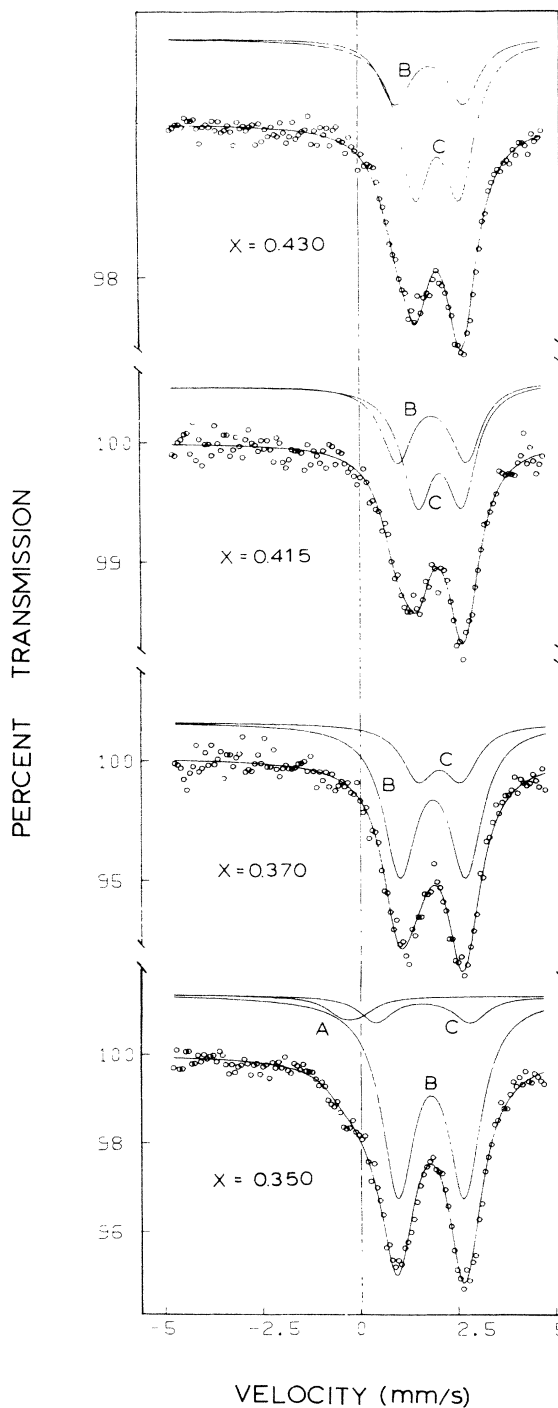 B
C
X = 0.430
98
B
100
C
99
X = 0.415
C
100
B
X = 0.370
95
A
C
100
B
98
X = 0.350
96
-5 -2.5 0 2.5 5
PERCENT TRANSMISSION
VELOCITY (mm/s)